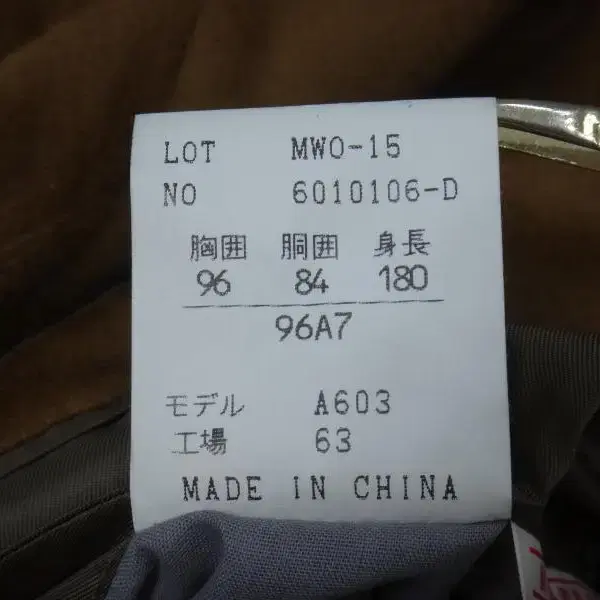 LOT MWO-15
NO 6010106-D
胸囲 胴囲 身長
96 84 180
96A7
モデル A603
工場 63
MADE IN CHINA